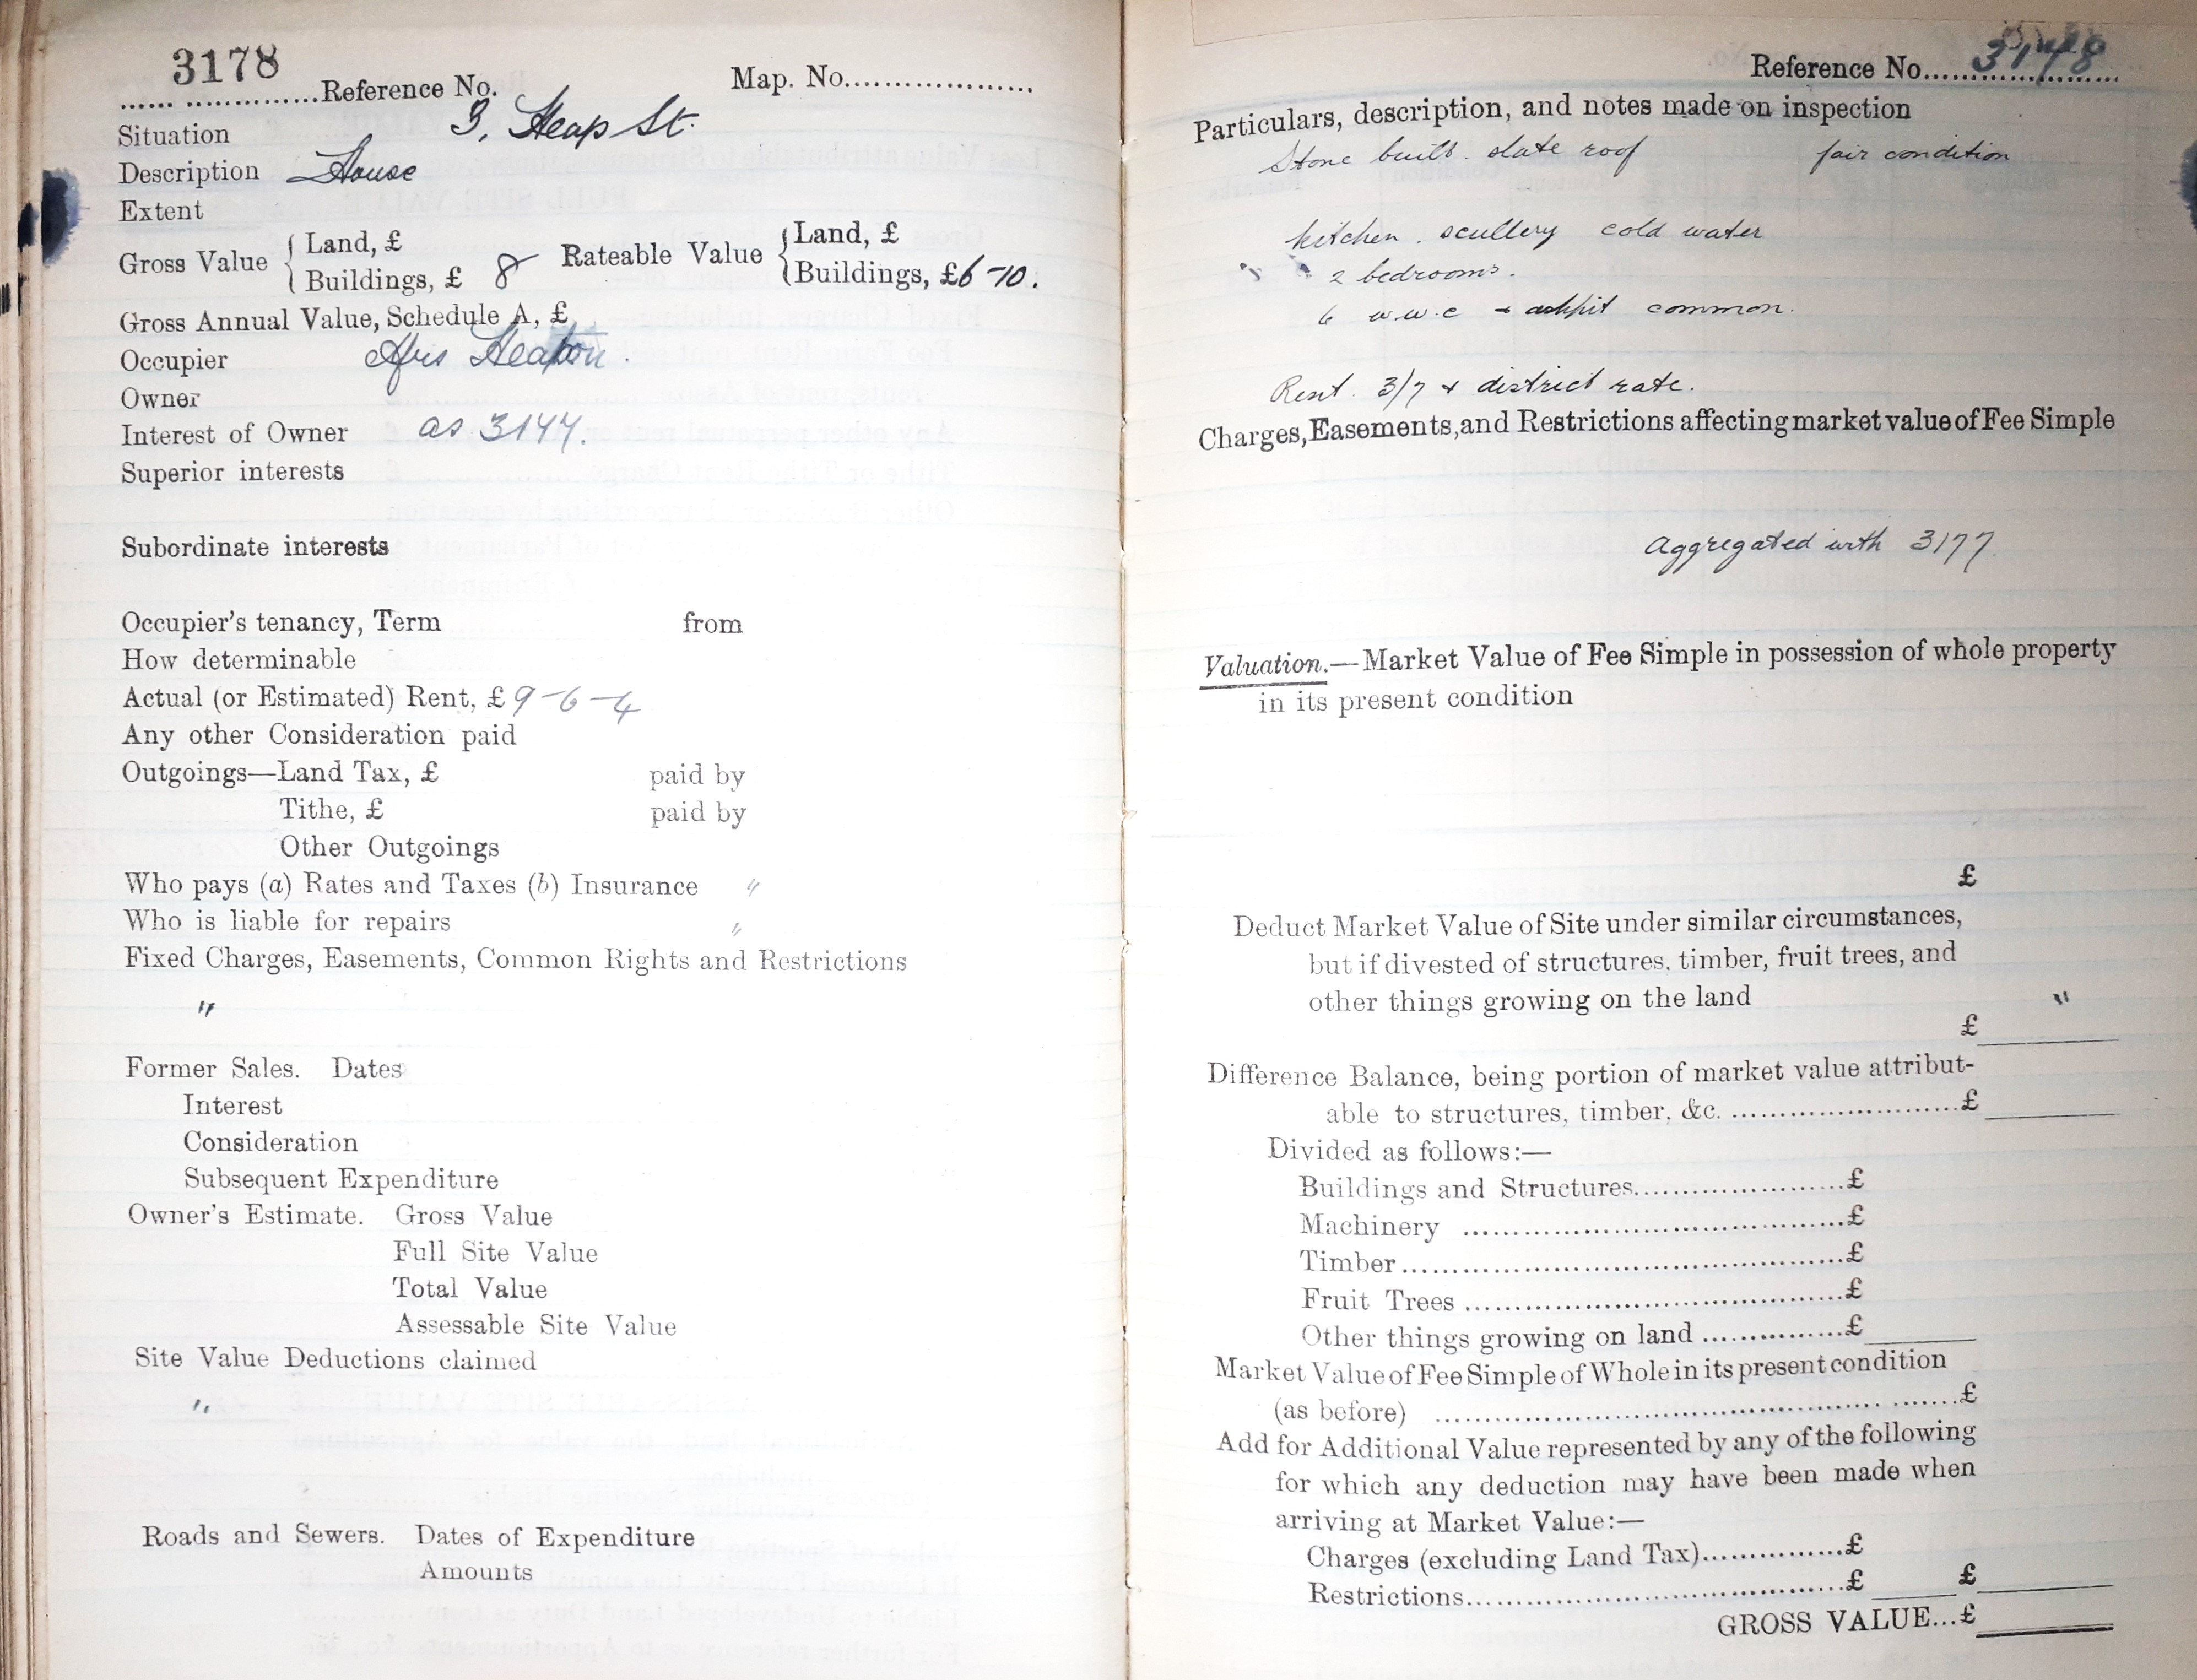 3178
Reference No. Map. No
Situation 3, Heap St.
Description House
Extent
Gross Value { Land, £ Rateable Value { Land, £
Buildings, £ 8 Buildings, £6-10.
Gross Annual Value, Schedule A, £
Occupier Mrs Heaton.
Owner
Interest of Owner as 3144.
Superior interests
Subordinate interests
Occupier's tenancy, Term from
How determinable
Actual (or Estimated) Rent, £ 9-6-4
Any other Consideration paid
Outgoings—Land Tax, £ paid by
Tithe, £ paid by
Other Outgoings
Who pays (a) Rates and Taxes (b) Insurance "
Who is liable for repairs "
Fixed Charges, Easements, Common Rights and Restrictions
"
Former Sales. Dates
Interest
Consideration
Subsequent Expenditure
Owner's Estimate. Gross Value
Full Site Value
Total Value
Assessable Site Value
Site Value Deductions claimed
"
Roads and Sewers. Dates of Expenditure
Amounts
Reference No.
Particulars, description, and notes made on inspection
Stone built. slate roof fair condition
kitchen. scullery cold water
2 bedrooms.
6 w.w.c + ashpit common.
Rent. 3/7 + district rate.
Charges, Easements, and Restrictions affecting market value of Fee Simple
Aggregated with 3177
Valuation.—Market Value of Fee Simple in possession of whole property
in its present condition
£
Deduct Market Value of Site under similar circumstances,
but if divested of structures, timber, fruit trees, and
other things growing on the land "
£
Difference Balance, being portion of market value attribut-
able to structures, timber, &c. £
Divided as follows:—
Buildings and Structures £
Machinery £
Timber £
Fruit Trees £
Other things growing on land £
Market Value of Fee Simple of Whole in its present condition
(as before) £
Add for Additional Value represented by any of the following
for which any deduction may have been made when
arriving at Market Value:—
Charges (excluding Land Tax) £
Restrictions £ £
GROSS VALUE...£